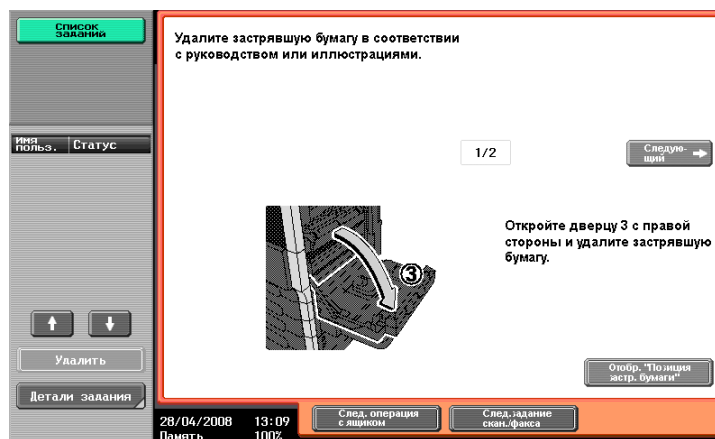 Список
заданий
Удалите застрявшую бумагу в соответствии
с руководством или иллюстрациями.
Имя
польз.
Статус
1/2
Следую-
щий
Откройте дверцу 3 с правой
стороны и удалите застрявшую
бумагу.
3
Удалить
Детали задания
Отобр. "Позиция
застр. бумаги"
28/04/2008 13:09
Память 100%
След. операция
с ящиком
След.задание
скан./факса